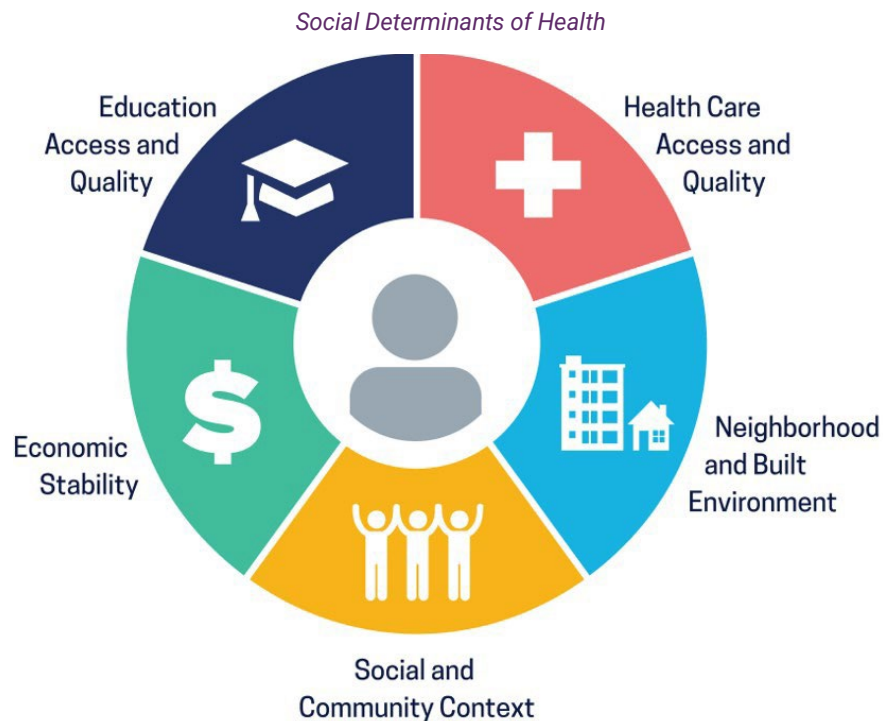 Social Determinants of Health
Education
Access and
Quality
Health Care
Access and
Quality
Economic
Stability
Neighborhood
and Built
Environment
Social and
Community Context